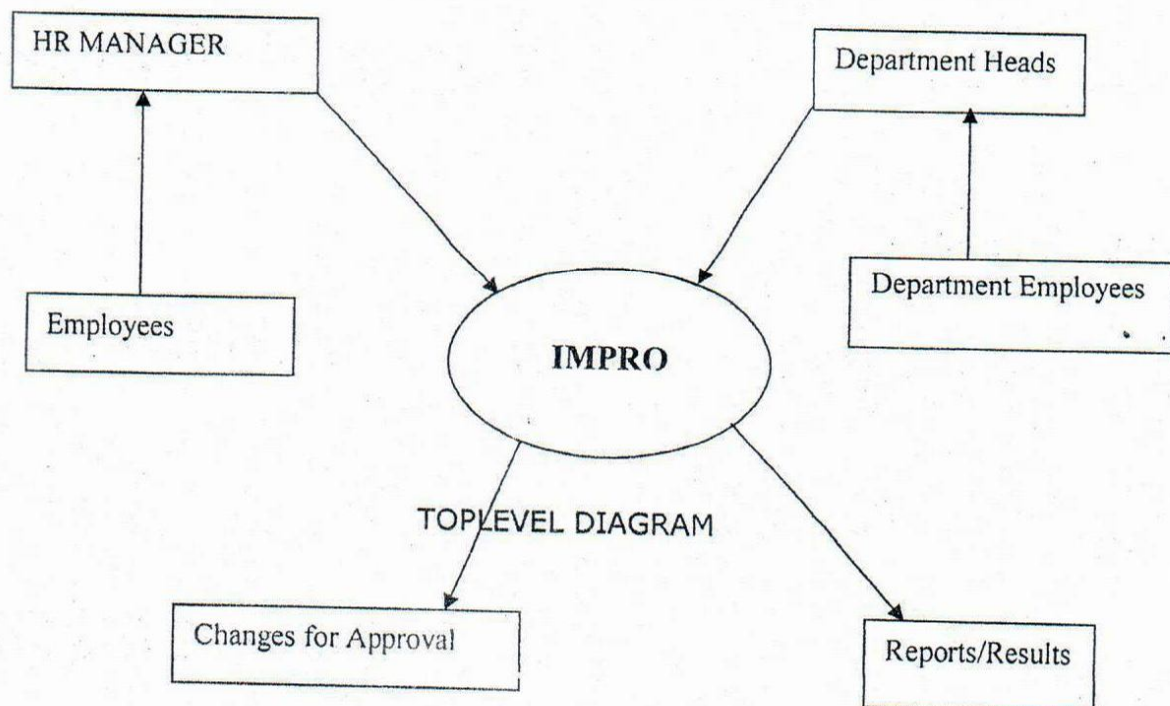 HR MANAGER
Department Heads
Employees
Department Employees
IMPRO
TOPLEVEL DIAGRAM
Changes for Approval
Reports/Results